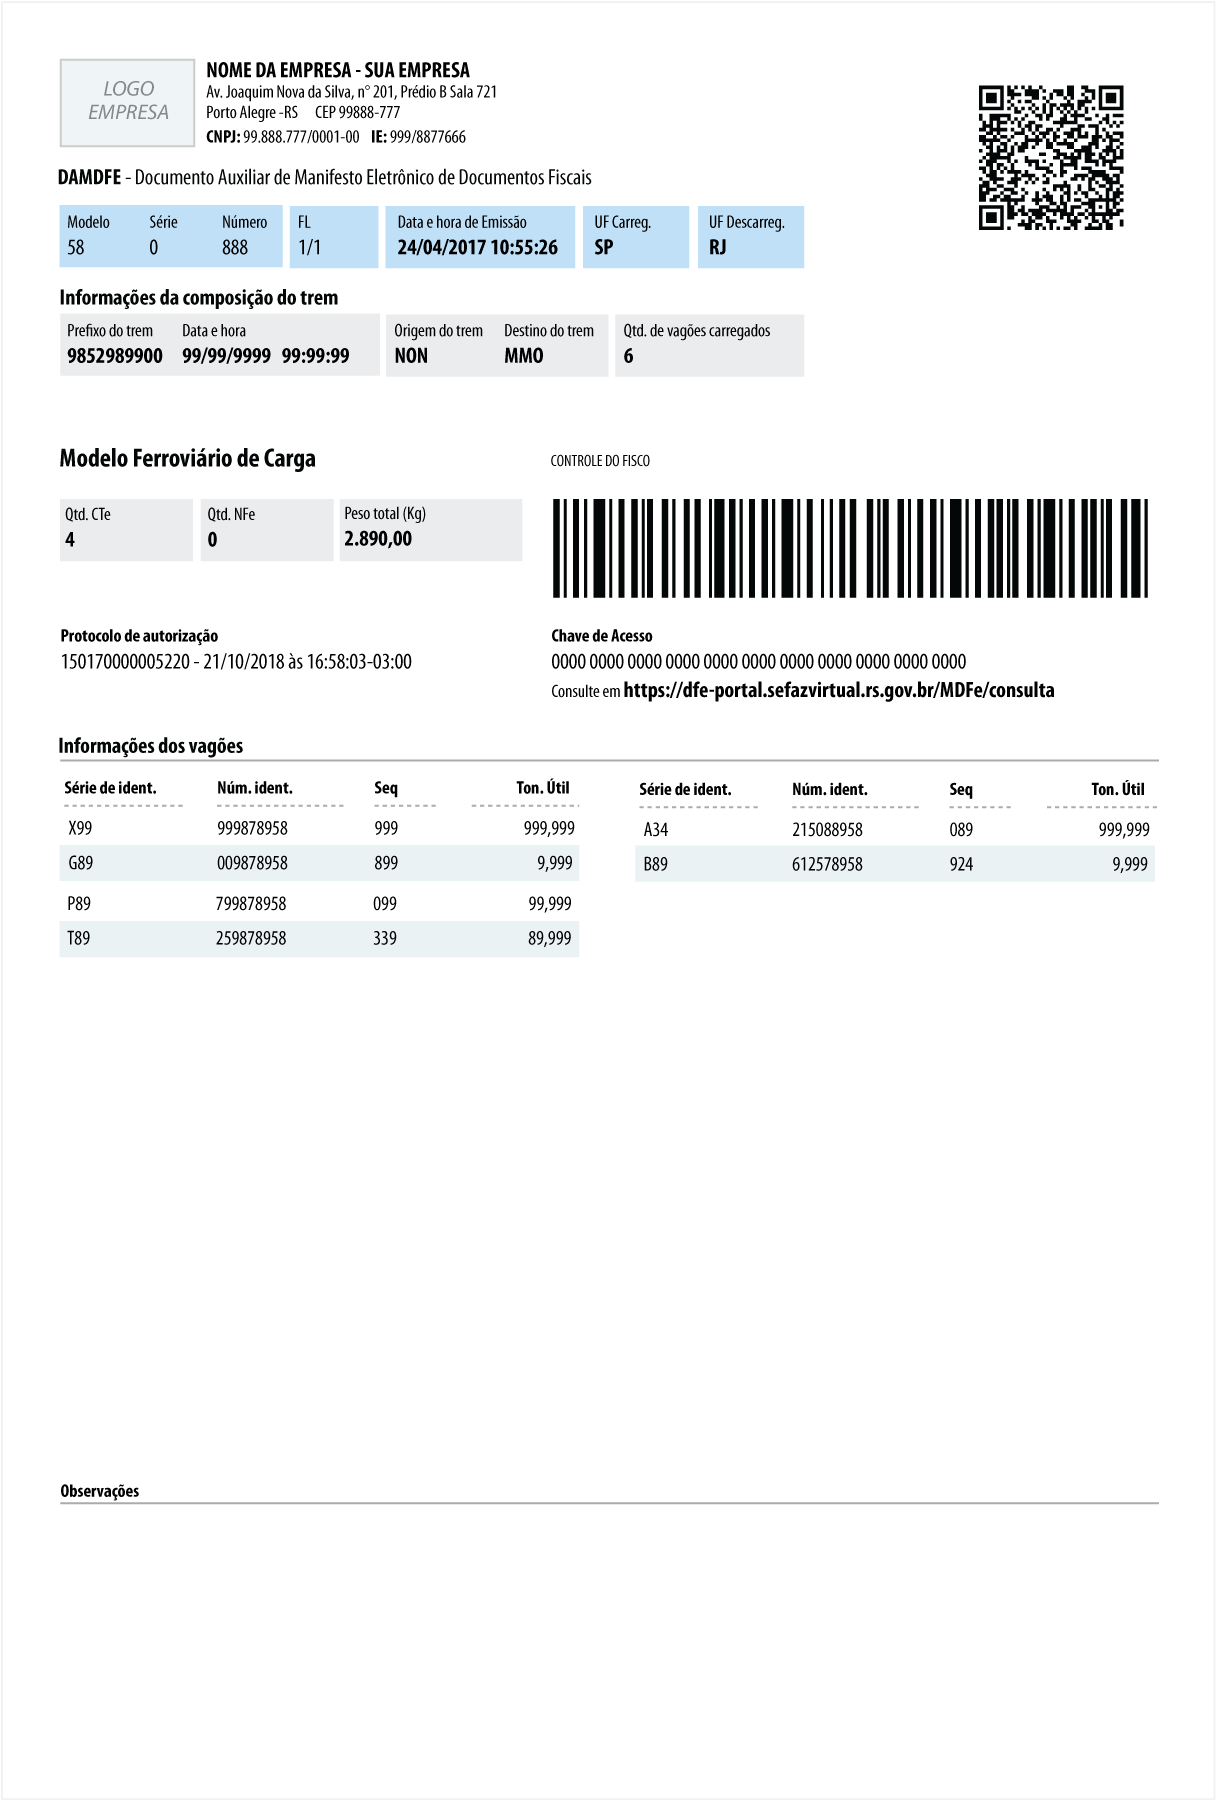 LOGO
EMPRESA
NOME DA EMPRESA - SUA EMPRESA
Av. Joaquim Nova da Silva, n° 201, Prédio B Sala 721
Porto Alegre -RS CEP 99888-777
CNPJ: 99.888.777/0001-00 IE: 999/8877666
DAMDFE - Documento Auxiliar de Manifesto Eletrônico de Documentos Fiscais
Modelo Série Número FL Data e hora de Emissão UF Carreg. UF Descarreg.
58 0 888 1/1 24/04/2017 10:55:26 SP RJ
Informações da composição do trem
Prefixo do trem Data e hora Origem do trem Destino do trem Qtd. de vagões carregados
9852989900 99/99/9999 99:99:99 NON MMO 6
Modelo Ferroviário de Carga
CONTROLE DO FISCO
Qtd. CTe Qtd. NFe Peso total (Kg)
4 0 2.890,00
Protocolo de autorização
150170000005220 - 21/10/2018 às 16:58:03-03:00
Chave de Acesso
0000 0000 0000 0000 0000 0000 0000 0000 0000 0000 0000
Consulte em https://dfe-portal.sefazvirtual.rs.gov.br/MDFe/consulta
Informações dos vagões
Série de ident. Núm. ident. Seq Ton. Útil
X99 999878958 999 999,999
G89 009878958 899 9,999
P89 799878958 099 99,999
T89 259878958 339 89,999
Série de ident. Núm. ident. Seq Ton. Útil
A34 215088958 089 999,999
B89 612578958 924 9,999
Observações